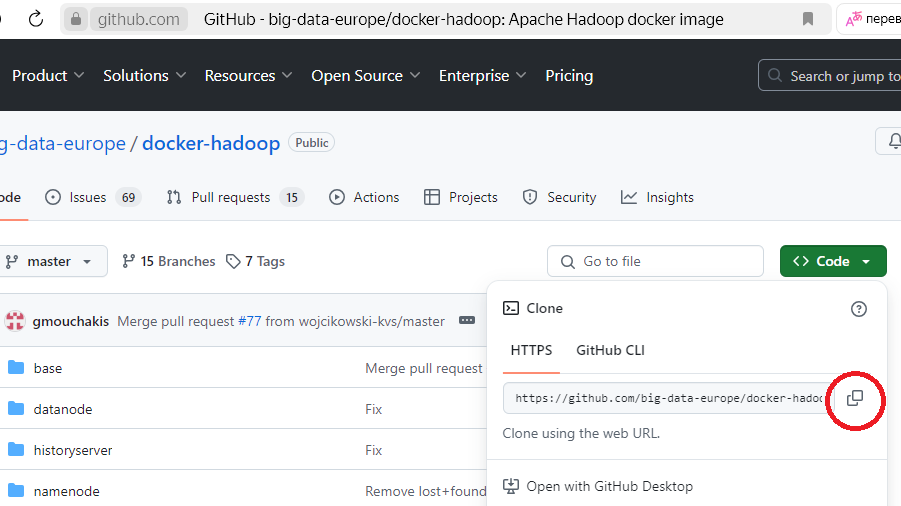 github.com GitHub - big-data-europe/docker-hadoop: Apache Hadoop docker image перев
Product Solutions Resources Open Source Enterprise Pricing Search or jump to
g-data-europe / docker-hadoop Public
ode Issues 69 Pull requests 15 Actions Projects Security Insights
master 15 Branches 7 Tags Go to file Code
gmouchakis Merge pull request #77 from wojcikowski-kvs/master
Clone
HTTPS GitHub CLI
base Merge pull request
https://github.com/big-data-europe/docker-hadoo
datanode Fix
Clone using the web URL.
historyserver Fix
Open with GitHub Desktop
namenode Remove lost+found